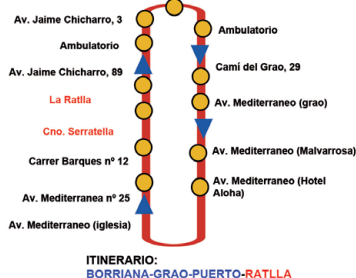 Av. Jaime Chicharro, 3
Ambulatorio
Av. Jaime Chicharro, 89
La Ratlla
Cno. Serratella
Carrer Barques nº 12
Av. Mediterranea nº 25
Av. Mediterraneo (iglesia)
Ambulatorio
Camí del Grao, 29
Av. Mediterraneo (grao)
Av. Mediterraneo (Malvarrosa)
Av. Mediterraneo (Hotel
Aloha)
ITINERARIO:
BORRIANA-GRAO-PUERTO-RATLLA